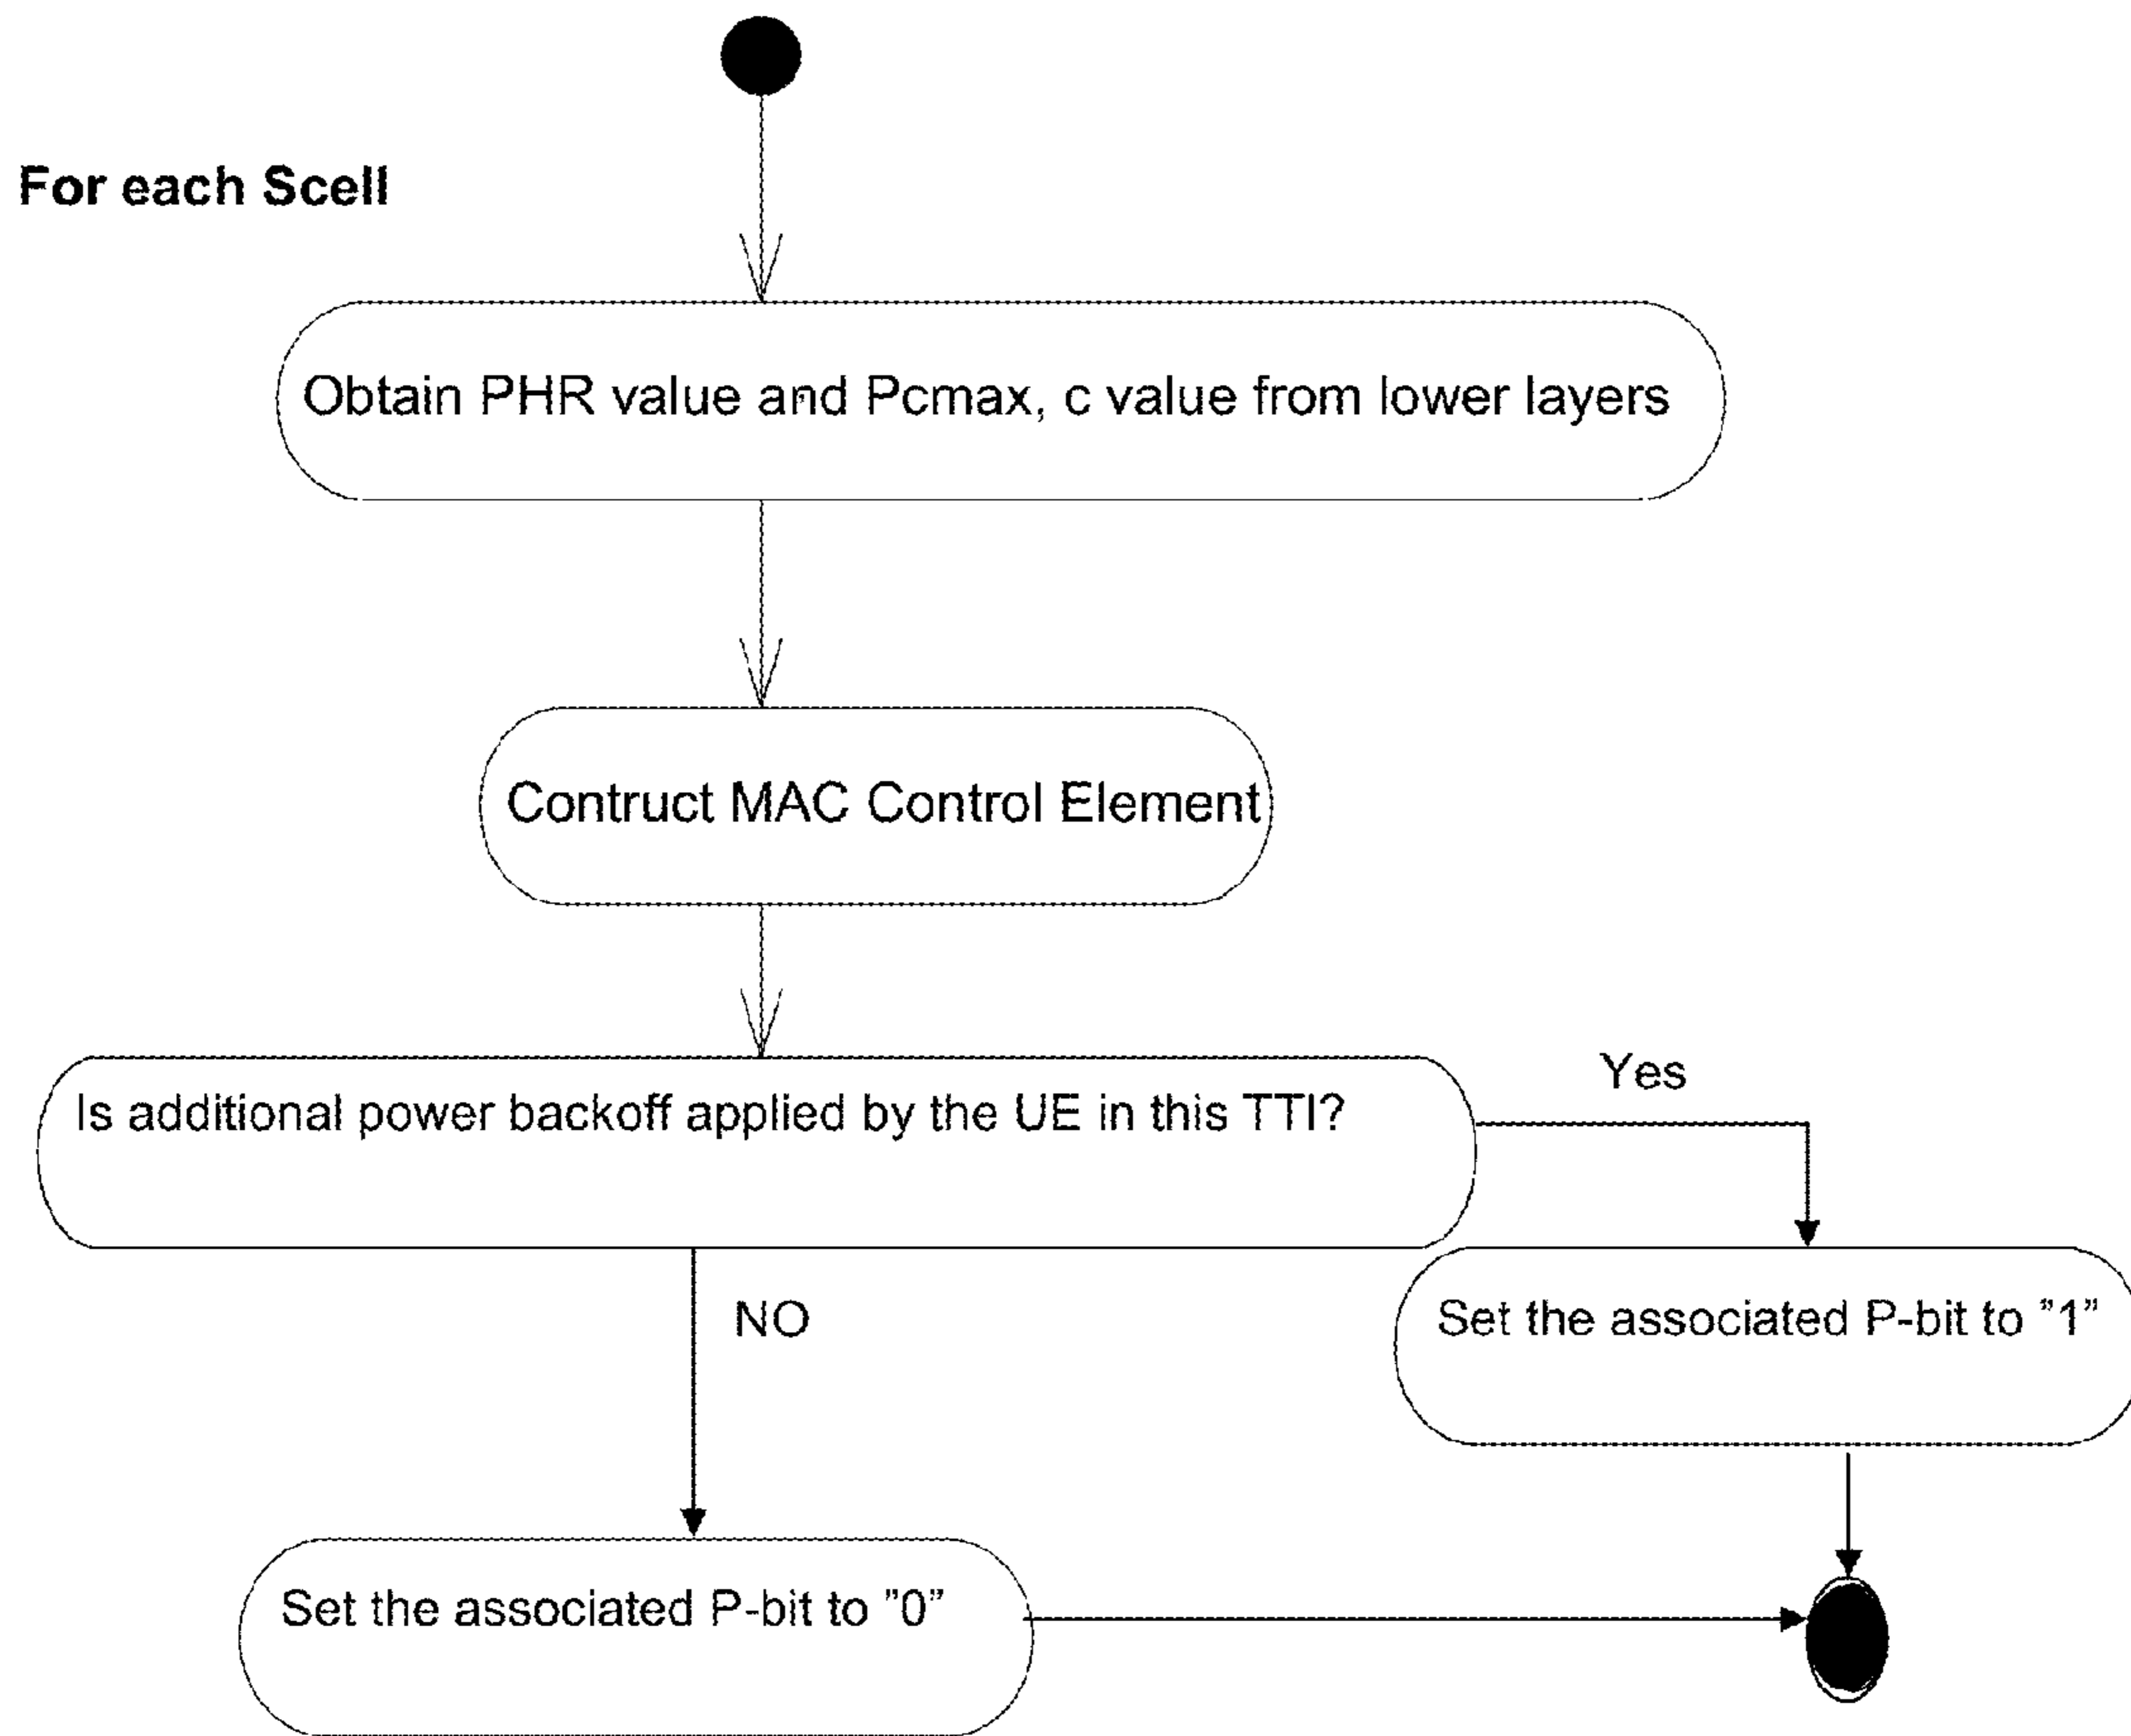 For each Scell
Obtain PHR value and Pcmax, c value from lower layers
Contruct MAC Control Element
Is additional power backoff applied by the UE in this TTI?
Yes
NO
Set the associated P-bit to ”1”
Set the associated P-bit to ”0”